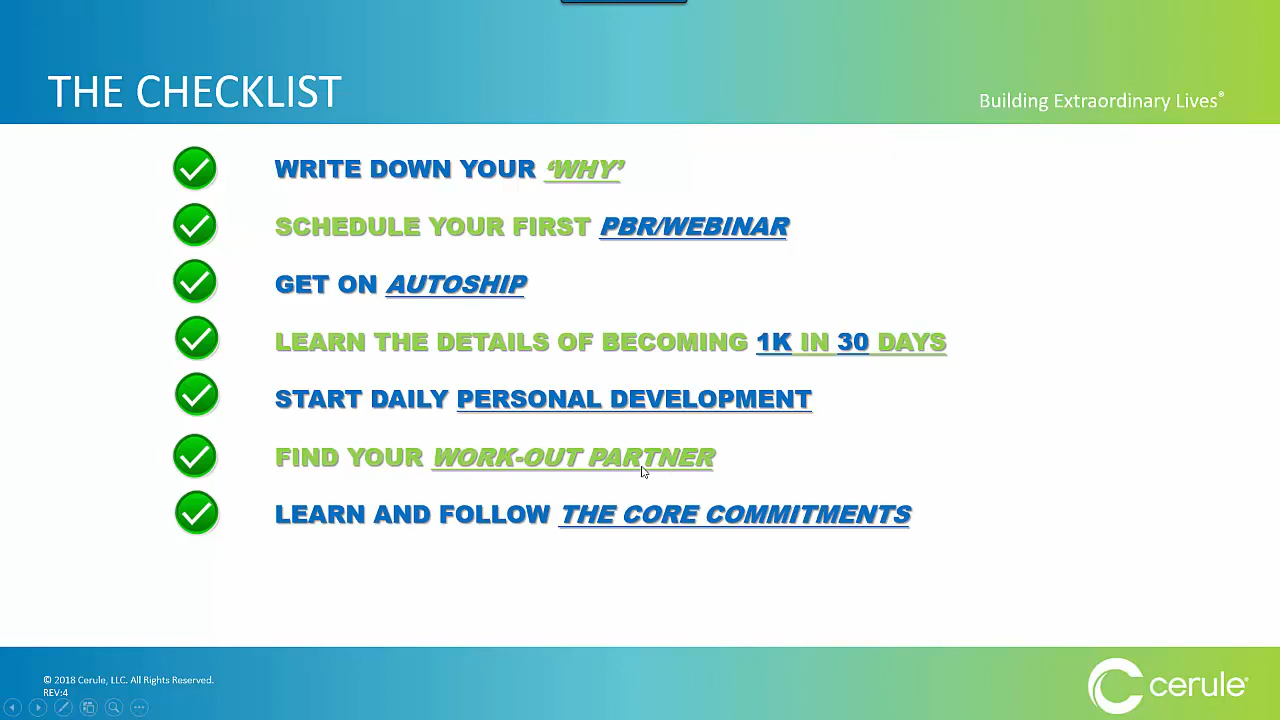 THE CHECKLIST
Building Extraordinary Lives®
WRITE DOWN YOUR ‘WHY’
SCHEDULE YOUR FIRST PBR/WEBINAR
GET ON AUTOSHIP
LEARN THE DETAILS OF BECOMING 1K IN 30 DAYS
START DAILY PERSONAL DEVELOPMENT
FIND YOUR WORK-OUT PARTNER
LEARN AND FOLLOW THE CORE COMMITMENTS
© 2018 Cerule, LLC. All Rights Reserved.
REV:4
cerule®